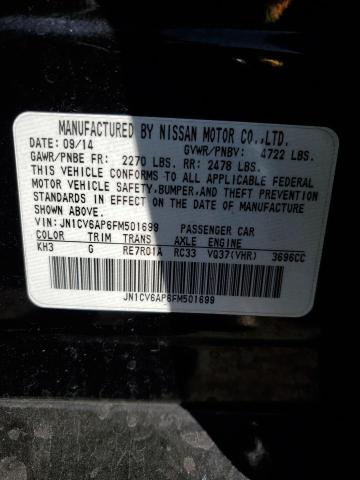 MANUFACTURED BY NISSAN MOTOR CO.,LTD.
DATE: 09/14 GVWR/PNBV: 4722 LBS.
GAWR/PNBE FR: 2270 LBS. RR: 2478 LBS.
THIS VEHICLE CONFORMS TO ALL APPLICABLE FEDERAL
MOTOR VEHICLE SAFETY, BUMPER, AND THEFT PREVENTION
STANDARDS IN EFFECT ON THE DATE OF MANUFACTURE
SHOWN ABOVE.
VIN: JN1CV6AP6FM501699 PASSENGER CAR
COLOR TRIM TRANS AXLE ENGINE
KH3 G RE7R01A RC33 VQ37(VHR) 3696CC
JN1CV6AP6FM501699